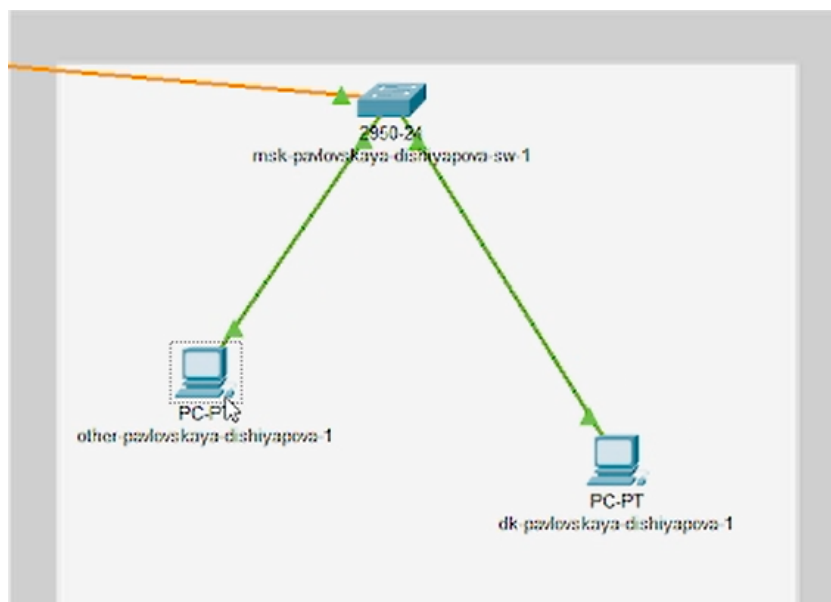 2950-24
msk-pavlovskaya-dishiyapova-sw-1
PC-PT
other-pavlovskaya-dishiyapova-1
PC-PT
dk-pavlovskaya-dishiyapova-1